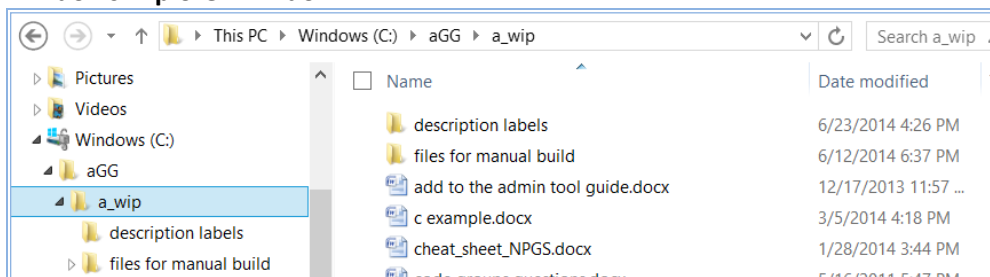 This PC Windows (C:) aGG a_wip Search a_wip
Pictures
Videos
Windows (C:)
aGG
a_wip
description labels
files for manual build
Name Date modified
description labels 6/23/2014 4:26 PM
files for manual build 6/12/2014 6:37 PM
add to the admin tool guide.docx 12/17/2013 11:57 ...
c example.docx 3/5/2014 4:18 PM
cheat_sheet_NPGS.docx 1/28/2014 3:44 PM